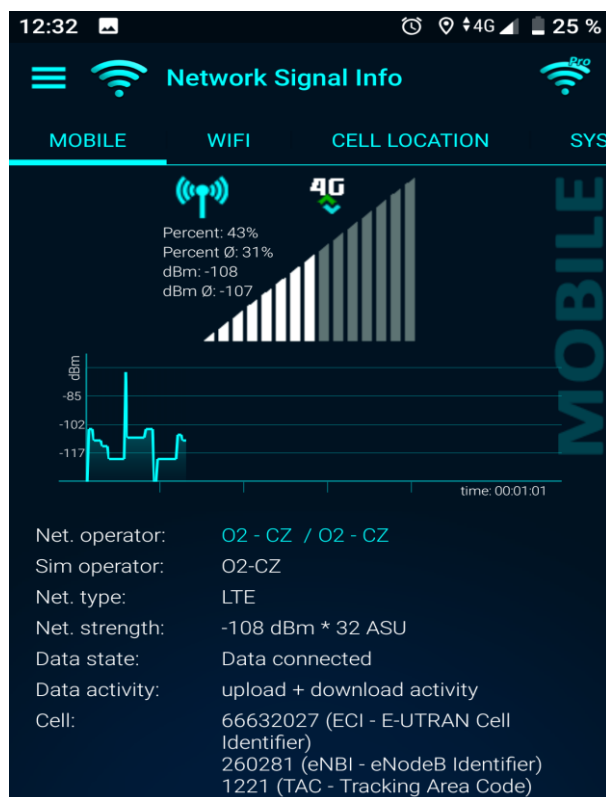 12:32 4G 25 %
Network Signal Info Pro
MOBILE WIFI CELL LOCATION SYS
4G
Percent: 43%
Percent Ø: 31%
dBm: -108
dBm Ø: -107
MOBILE
dBm
-85
-102
-117
time: 00:01:01
Net. operator: O2 - CZ / O2 - CZ
Sim operator: O2-CZ
Net. type: LTE
Net. strength: -108 dBm * 32 ASU
Data state: Data connected
Data activity: upload + download activity
Cell: 66632027 (ECI - E-UTRAN Cell
Identifier)
260281 (eNBI - eNodeB Identifier)
1221 (TAC - Tracking Area Code)